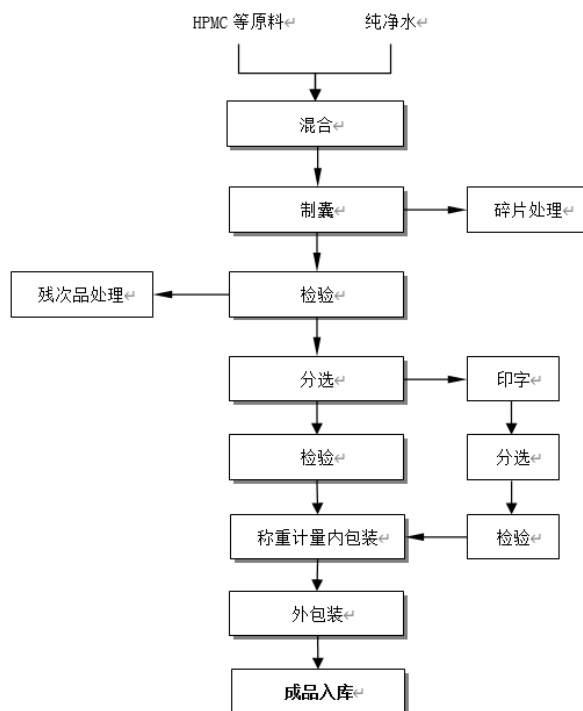 HPMC 等原料
纯净水
混合
制囊
碎片处理
残次品处理
检验
分选
印字
检验
分选
称重计量内包装
检验
外包装
成品入库